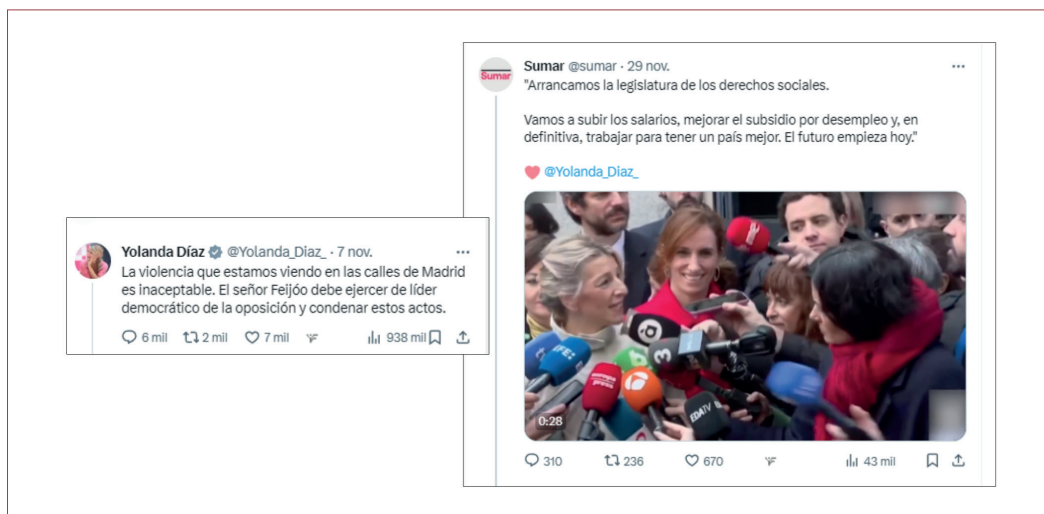 Yolanda Díaz @Yolanda_Diaz_ · 7 nov.
La violencia que estamos viendo en las calles de Madrid
es inaceptable. El señor Feijóo debe ejercer de líder
democrático de la oposición y condenar estos actos.
6 mil 2 mil 7 mil 938 mil
Sumar
Sumar @sumar · 29 nov.
"Arrancamos la legislatura de los derechos sociales.
Vamos a subir los salarios, mejorar el subsidio por desempleo y, en
definitiva, trabajar para tener un país mejor. El futuro empieza hoy."
@Yolanda_Diaz_
3
europa
press
EDATV
0:28
310 236 670 43 mil